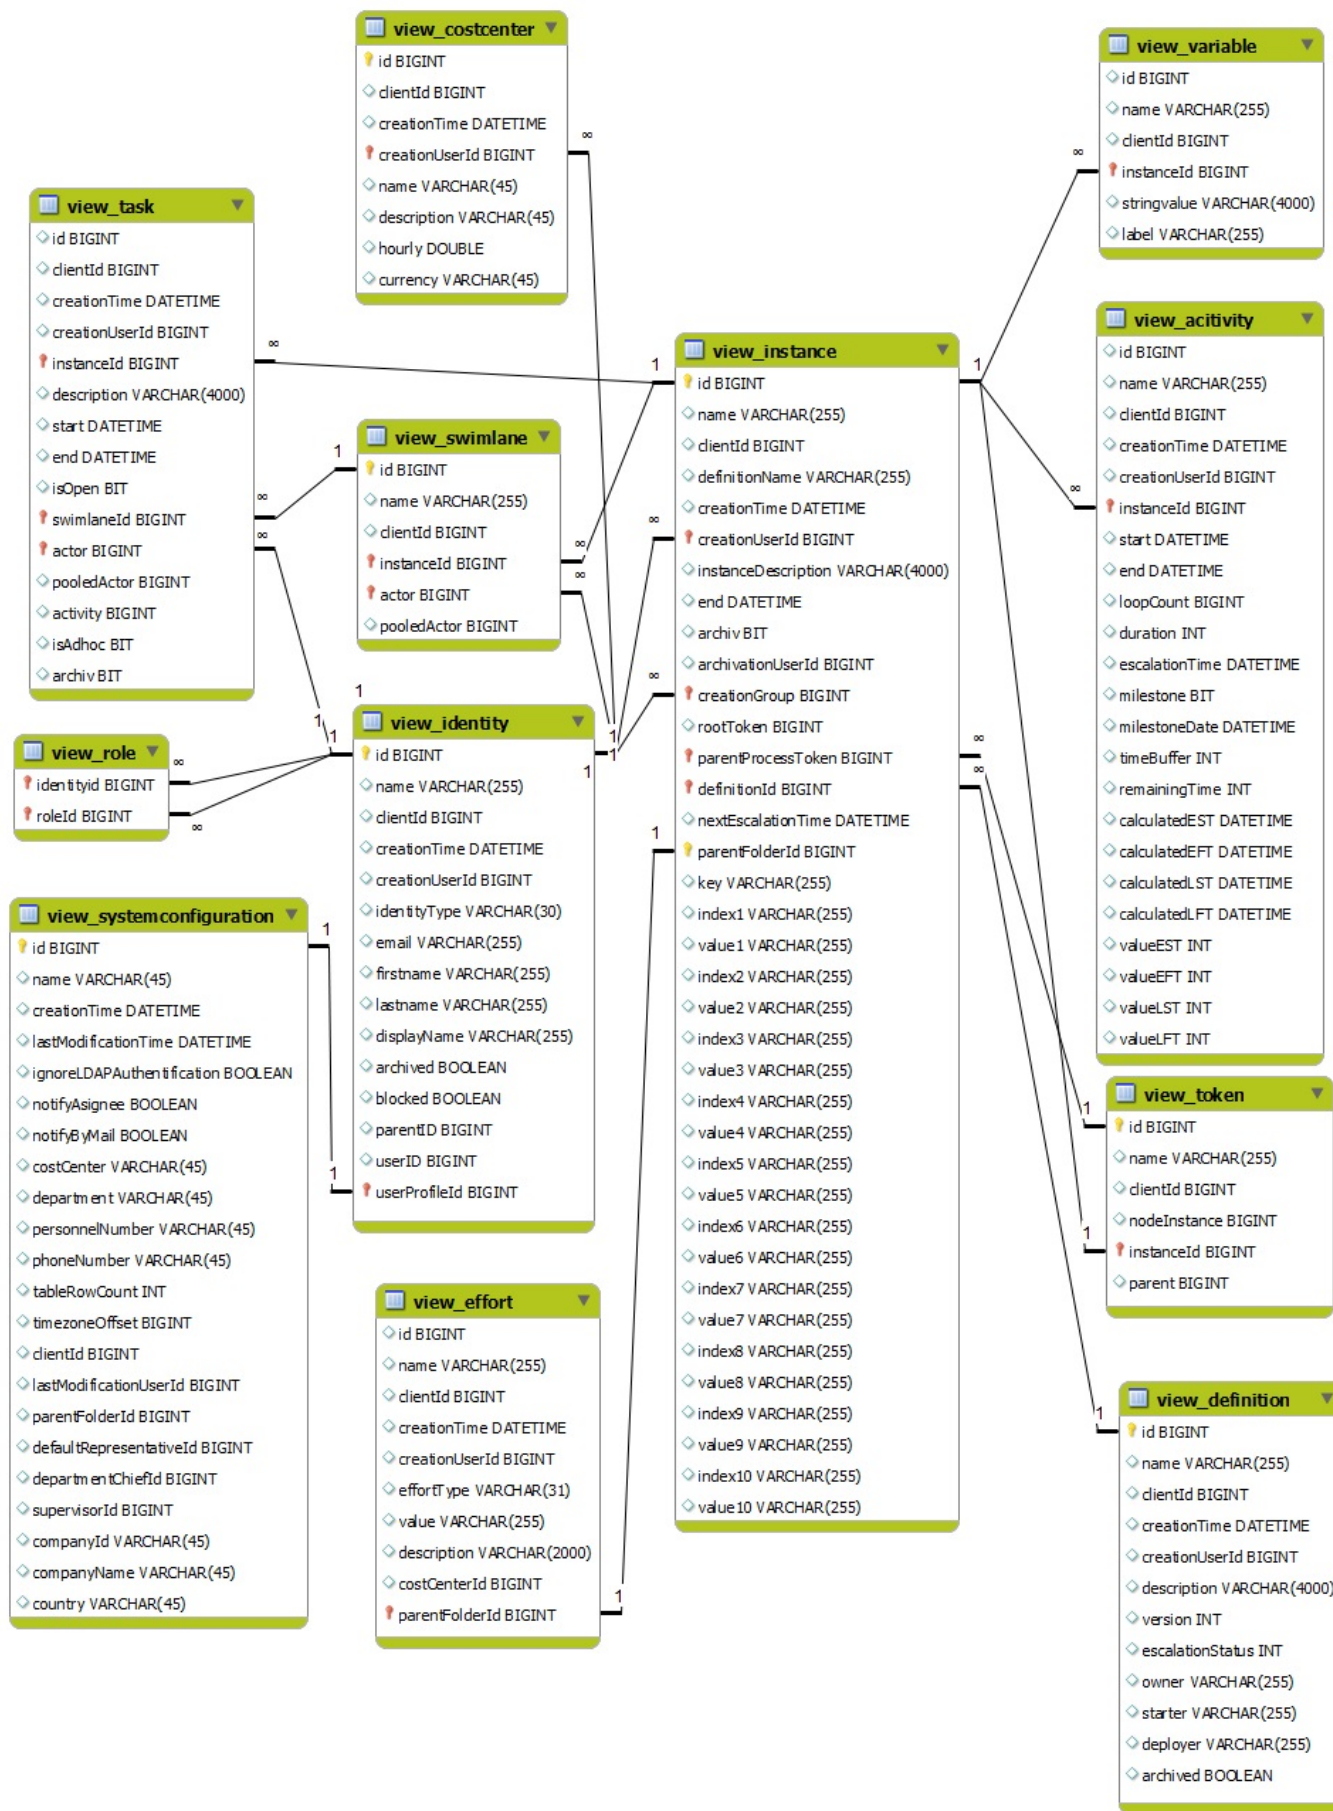 view_costcenter
id BIGINT
clientId BIGINT
creationTime DATETIME
creationUserId BIGINT
name VARCHAR(45)
description VARCHAR(45)
hourly DOUBLE
currency VARCHAR(45)
∞
view_variable
id BIGINT
name VARCHAR(255)
clientId BIGINT
instanceId BIGINT
stringvalue VARCHAR(4000)
label VARCHAR(255)
∞
view_task
id BIGINT
clientId BIGINT
creationTime DATETIME
creationUserId BIGINT
instanceId BIGINT
description VARCHAR(4000)
start DATETIME
end DATETIME
isOpen BIT
swimlaneId BIGINT
actor BIGINT
pooledActor BIGINT
activity BIGINT
isAdhoc BIT
archiv BIT
∞
∞
∞
view_swimlane
id BIGINT
name VARCHAR(255)
clientId BIGINT
instanceId BIGINT
actor BIGINT
pooledActor BIGINT
1
∞
∞
view_instance
id BIGINT
name VARCHAR(255)
clientId BIGINT
definitionName VARCHAR(255)
creationTime DATETIME
creationUserId BIGINT
instanceDescription VARCHAR(4000)
end DATETIME
archiv BIT
archivationUserId BIGINT
creationGroup BIGINT
rootToken BIGINT
parentProcessToken BIGINT
definitionId BIGINT
nextEscalationTime DATETIME
parentFolderId BIGINT
key VARCHAR(255)
index1 VARCHAR(255)
value1 VARCHAR(255)
index2 VARCHAR(255)
value2 VARCHAR(255)
index3 VARCHAR(255)
value3 VARCHAR(255)
index4 VARCHAR(255)
value4 VARCHAR(255)
index5 VARCHAR(255)
value5 VARCHAR(255)
index6 VARCHAR(255)
value6 VARCHAR(255)
index7 VARCHAR(255)
value7 VARCHAR(255)
index8 VARCHAR(255)
value8 VARCHAR(255)
index9 VARCHAR(255)
value9 VARCHAR(255)
index10 VARCHAR(255)
value10 VARCHAR(255)
1
1
∞
∞
∞
∞
1
view_acitivity
id BIGINT
name VARCHAR(255)
clientId BIGINT
creationTime DATETIME
creationUserId BIGINT
instanceId BIGINT
start DATETIME
end DATETIME
loopCount BIGINT
duration INT
escalationTime DATETIME
milestone BIT
milestoneDate DATETIME
timeBuffer INT
remainingTime INT
calculatedEST DATETIME
calculatedEFT DATETIME
calculatedLST DATETIME
calculatedLFT DATETIME
valueEST INT
valueEFT INT
valueLST INT
valueLFT INT
∞
view_role
identityid BIGINT
roleId BIGINT
∞
∞
view_identity
id BIGINT
name VARCHAR(255)
clientId BIGINT
creationTime DATETIME
creationUserId BIGINT
identityType VARCHAR(30)
email VARCHAR(255)
firstname VARCHAR(255)
lastname VARCHAR(255)
displayName VARCHAR(255)
archived BOOLEAN
blocked BOOLEAN
parentID BIGINT
userID BIGINT
userProfileId BIGINT
1
1
1
1
1
1
1
view_systemconfiguration
id BIGINT
name VARCHAR(45)
creationTime DATETIME
lastModificationTime DATETIME
ignoreLDAPAuthentification BOOLEAN
notifyAsignee BOOLEAN
notifyByMail BOOLEAN
costCenter VARCHAR(45)
department VARCHAR(45)
personnelNumber VARCHAR(45)
phoneNumber VARCHAR(45)
tableRowCount INT
timezoneOffset BIGINT
clientId BIGINT
lastModificationUserId BIGINT
parentFolderId BIGINT
defaultRepresentativeId BIGINT
departmentChiefId BIGINT
supervisorId BIGINT
companyId VARCHAR(45)
companyName VARCHAR(45)
country VARCHAR(45)
1
view_effort
id BIGINT
name VARCHAR(255)
clientId BIGINT
creationTime DATETIME
creationUserId BIGINT
effortType VARCHAR(31)
value VARCHAR(255)
description VARCHAR(2000)
costCenterId BIGINT
parentFolderId BIGINT
1
view_token
id BIGINT
name VARCHAR(255)
clientId BIGINT
nodeInstance BIGINT
instanceId BIGINT
parent BIGINT
1
1
view_definition
id BIGINT
name VARCHAR(255)
clientId BIGINT
creationTime DATETIME
creationUserId BIGINT
description VARCHAR(4000)
version INT
escalationStatus INT
owner VARCHAR(255)
starter VARCHAR(255)
deployer VARCHAR(255)
archived BOOLEAN
1